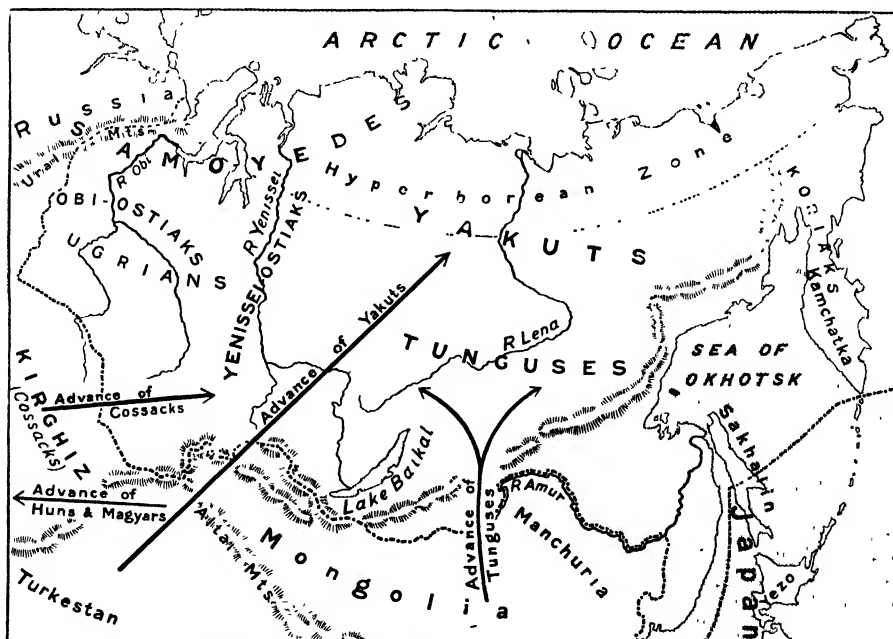 ARCTIC OCEAN
Russia
Ural Mts.
SAMOYEDES
R Obi
R Yenissei
Hyperborean Zone
OBI-OSTIAKS
UGRIANS
YENISSEI OSTIAKS
YAKUTS
KORIAKS
Kamchatka
R Lena
TUNGUSES
SEA OF
OKHOTSK
Advance of Yakuts
KIRGHIZ
(Cossacks)
Advance of
Cossacks
Sakhalin
Lake Baikal
Advance of
Huns & Magyars
Advance of
Tunguses
R Amur
Manchuria
Altai Mts.
Mongolia
Japan
Yezo
Turkestan